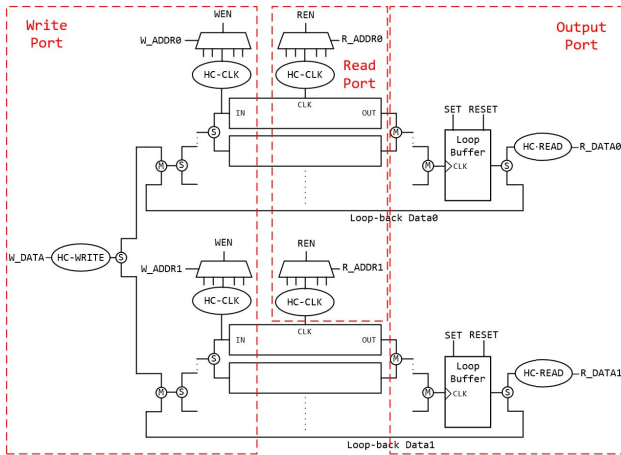 Write Port
WEN
REN
Output Port
W_ADDR0
R_ADDR0
HC-CLK
HC-CLK
Read Port
CLK
IN
OUT
SET RESET
S
M
M
S
M
Loop Buffer
CLK
S
HC-READ
R_DATA0
Loop-back Data0
W_DATA
HC-WRITE
S
WEN
REN
W_ADDR1
R_ADDR1
HC-CLK
HC-CLK
CLK
IN
OUT
SET RESET
S
M
M
S
M
Loop Buffer
CLK
S
HC-READ
R_DATA1
Loop-back Data1